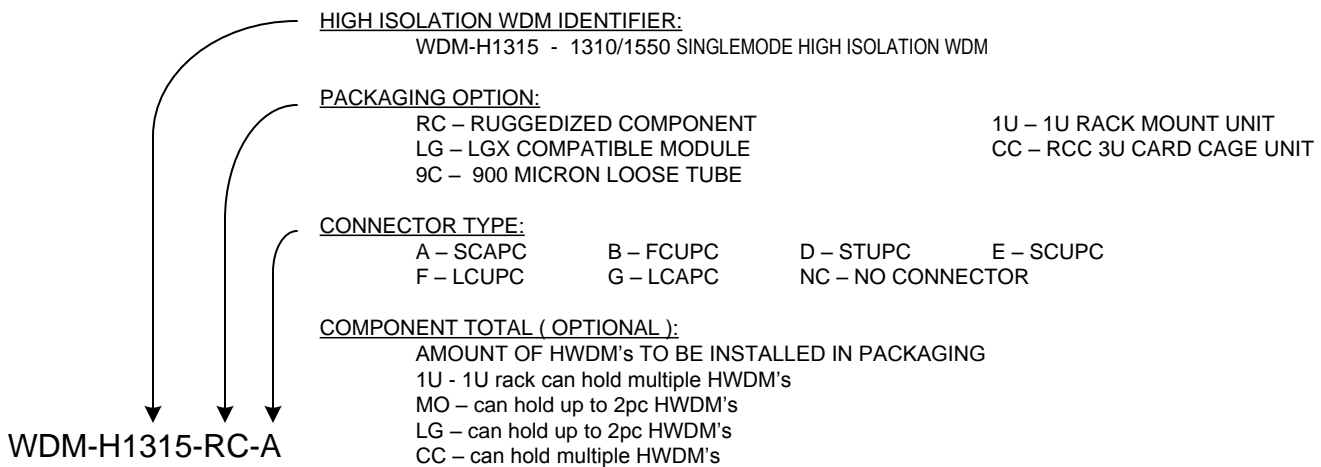 HIGH ISOLATION WDM IDENTIFIER:
WDM-H1315 - 1310/1550 SINGLEMODE HIGH ISOLATION WDM
PACKAGING OPTION:
RC – RUGGEDIZED COMPONENT 1U – 1U RACK MOUNT UNIT
LG – LGX COMPATIBLE MODULE CC – RCC 3U CARD CAGE UNIT
9C – 900 MICRON LOOSE TUBE
CONNECTOR TYPE:
A – SCAPC B – FCUPC D – STUPC E – SCUPC
F – LCUPC G – LCAPC NC – NO CONNECTOR
COMPONENT TOTAL ( OPTIONAL ):
AMOUNT OF HWDM's TO BE INSTALLED IN PACKAGING
1U - 1U rack can hold multiple HWDM's
MO – can hold up to 2pc HWDM's
LG – can hold up to 2pc HWDM's
CC – can hold multiple HWDM's
WDM-H1315-RC-A